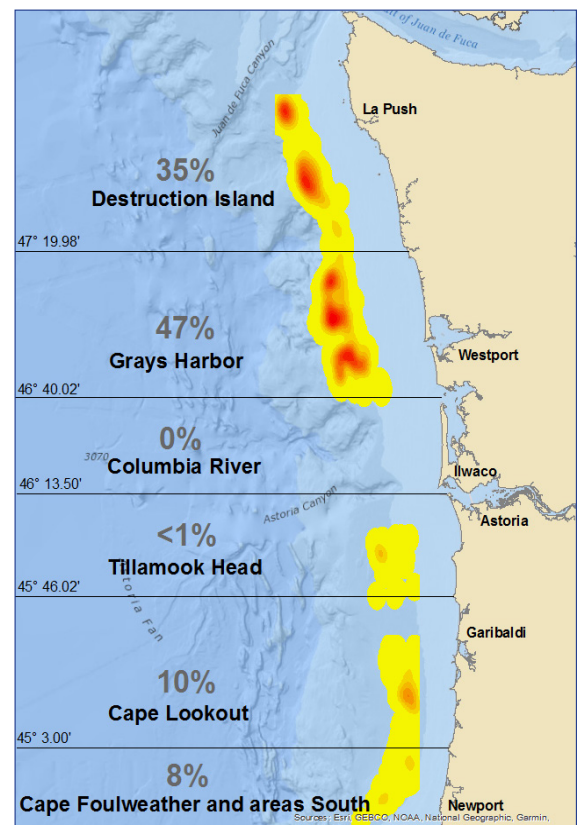 of Juan de Fuca
Juan de Fuca Canyon
La Push
35%
Destruction Island
47° 19.98'
47%
Westport
Grays Harbor
46° 40.02'
0%
3070
Columbia River
Ilwaco
46° 13.50'
Astoria Canyon
Astoria
<1%
Tillamook Head
45° 46.02'
Astoria Fan
Garibaldi
10%
Cape Lookout
45° 3.00'
8%
Cape Foulweather and areas South
Newport
Sources: Esri, GEBCO, NOAA, National Geographic, Garmin,